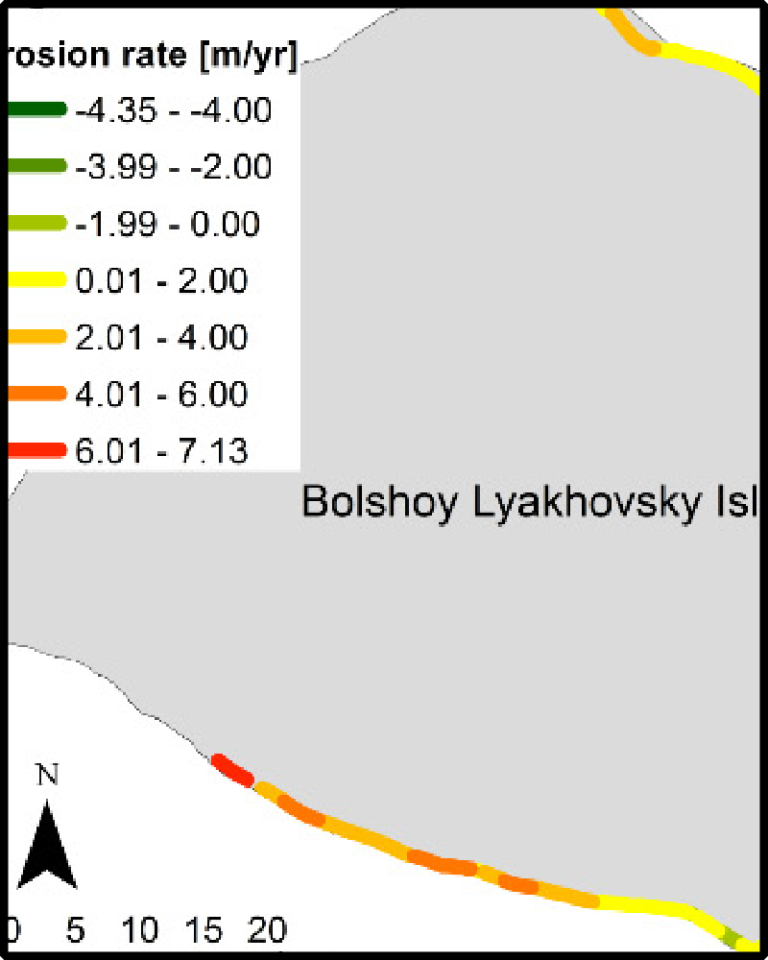 rosion rate [m/yr]
-4.35 - -4.00
-3.99 - -2.00
-1.99 - 0.00
0.01 - 2.00
2.01 - 4.00
4.01 - 6.00
6.01 - 7.13
Bolshoy Lyakhovsky Isl
N
0 5 10 15 20